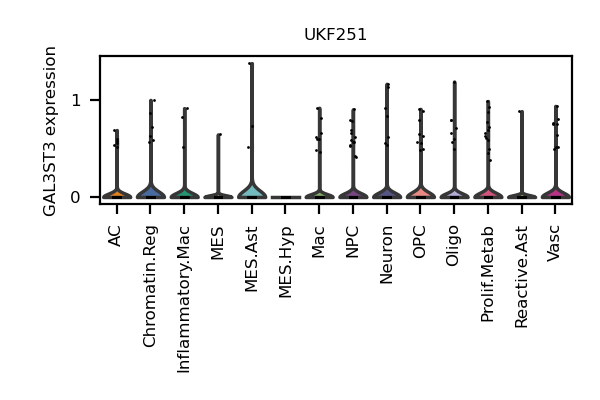 UKF251
GAL3ST3 expression
1
0
AC
Chromatin.Reg
Inflammatory.Mac
MES
MES.Ast
MES.Hyp
Mac
NPC
Neuron
OPC
Oligo
Prolif.Metab
Reactive.Ast
Vasc